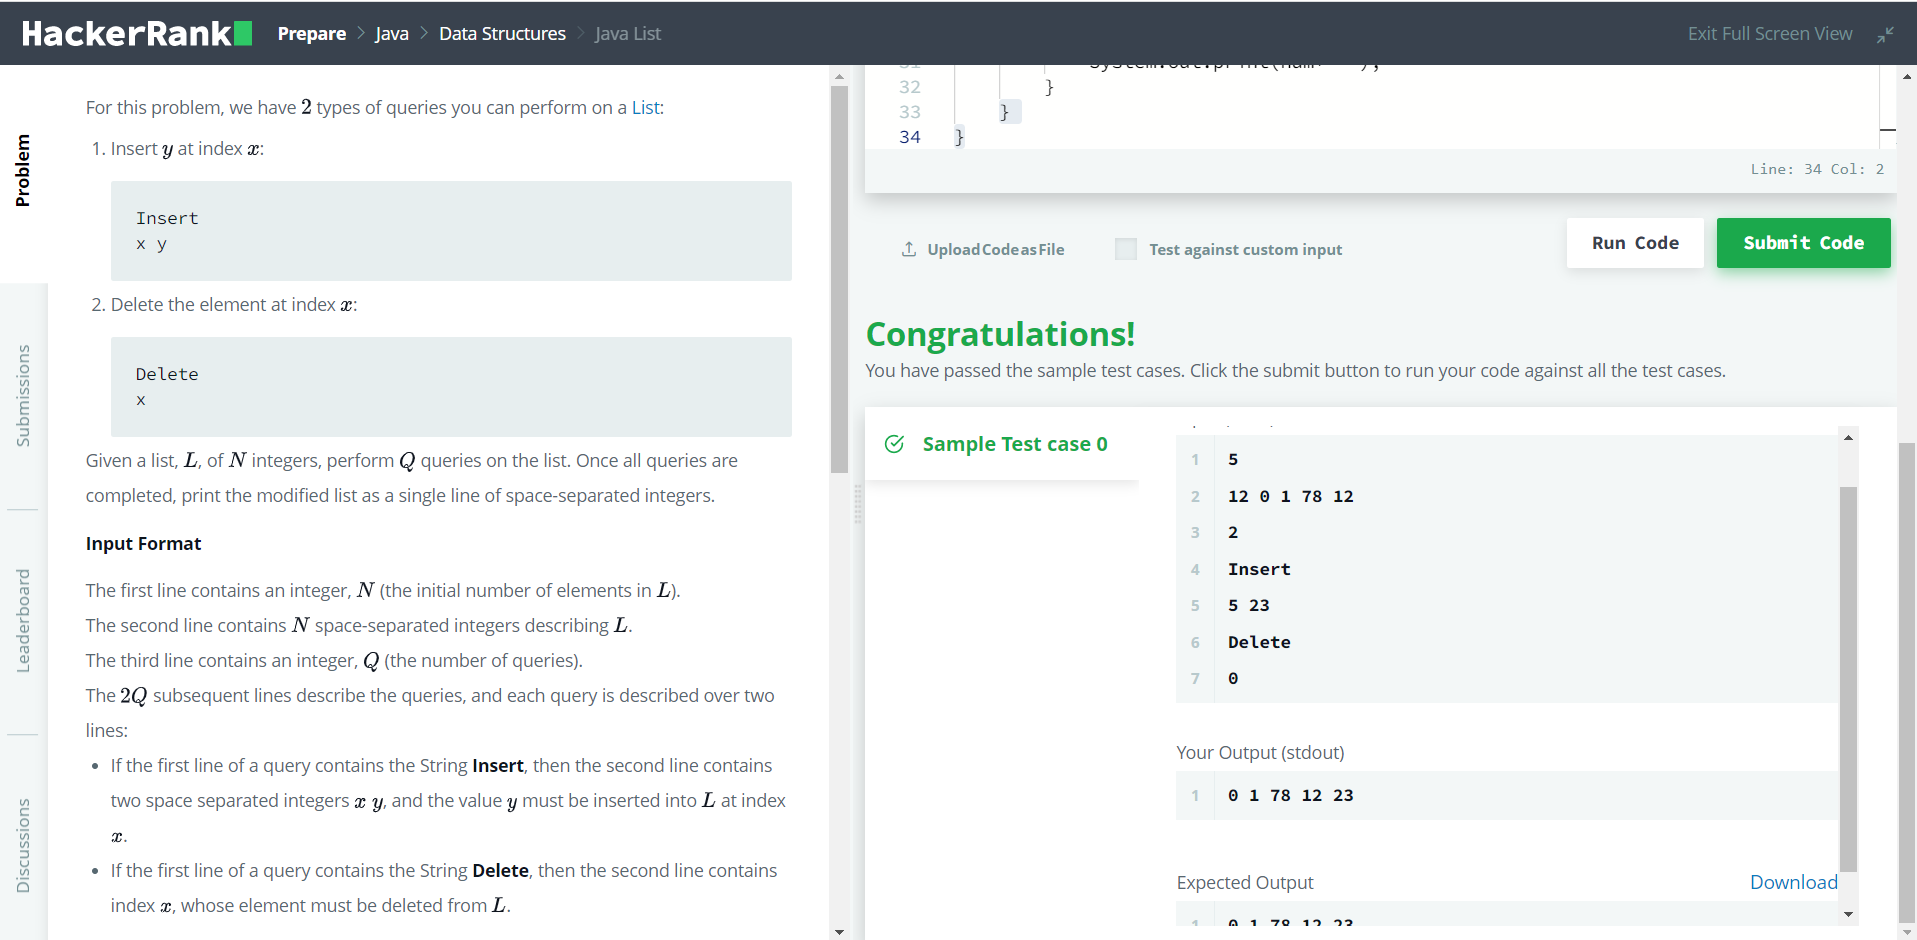 HackerRank
Prepare > Java > Data Structures > Java List
Exit Full Screen View
Problem
Submissions
Leaderboard
Discussions
For this problem, we have 2 types of queries you can perform on a List:
1. Insert y at index x:
Insert
x y
2. Delete the element at index x:
Delete
x
Given a list, L, of N integers, perform Q queries on the list. Once all queries are
completed, print the modified list as a single line of space-separated integers.
Input Format
The first line contains an integer, N (the initial number of elements in L).
The second line contains N space-separated integers describing L.
The third line contains an integer, Q (the number of queries).
The 2Q subsequent lines describe the queries, and each query is described over two
lines:
• If the first line of a query contains the String Insert, then the second line contains
two space separated integers x y, and the value y must be inserted into L at index
x.
• If the first line of a query contains the String Delete, then the second line contains
index x, whose element must be deleted from L.
32 }
33 }
34 }
Line: 34 Col: 2
Upload Code as File
Test against custom input
Run Code
Submit Code
Congratulations!
You have passed the sample test cases. Click the submit button to run your code against all the test cases.
Sample Test case 0
1 5
2 12 0 1 78 12
3 2
4 Insert
5 5 23
6 Delete
7 0
Your Output (stdout)
1 0 1 78 12 23
Expected Output
Download
1 0 1 78 12 23